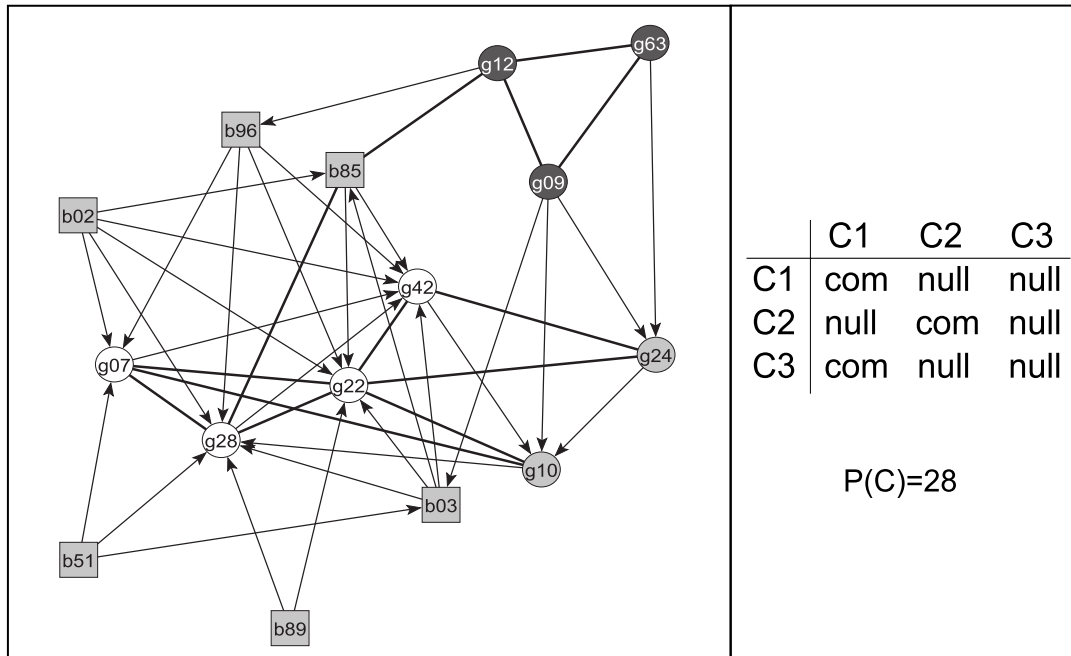 g63
g12
b96
b85
g09
b02
g42
g24
g07
g22
g28
g10
b03
b51
b89
C1 C2 C3
C1 com null null
C2 null com null
C3 com null null
P(C)=28